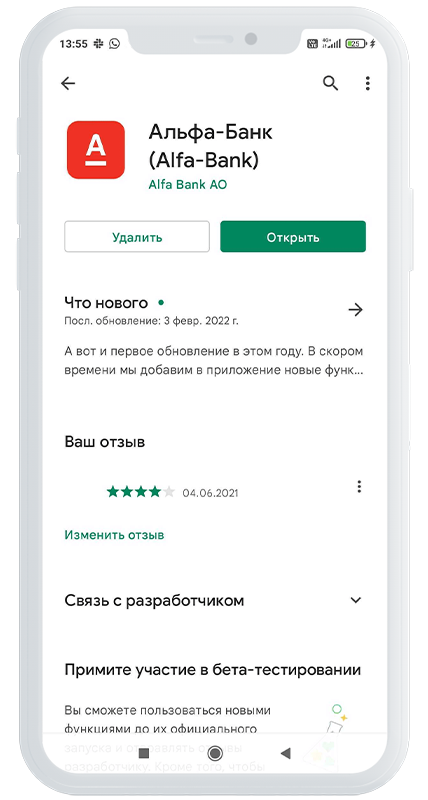 13:55
4G+
25
Альфа-Банк
(Alfa-Bank)
Alfa Bank AO
A
Удалить
Открыть
Что нового
Посл. обновление: 3 февр. 2022 г.
А вот и первое обновление в этом году. В скором
времени мы добавим в приложение новые функ...
Ваш отзыв
04.06.2021
Изменить отзыв
Связь с разработчиком
Примите участие в бета-тестировании
Вы сможете пользоваться новыми
функциями до их официального
запуска и отправлять отзывы
разработчику. Кроме того, чтобы